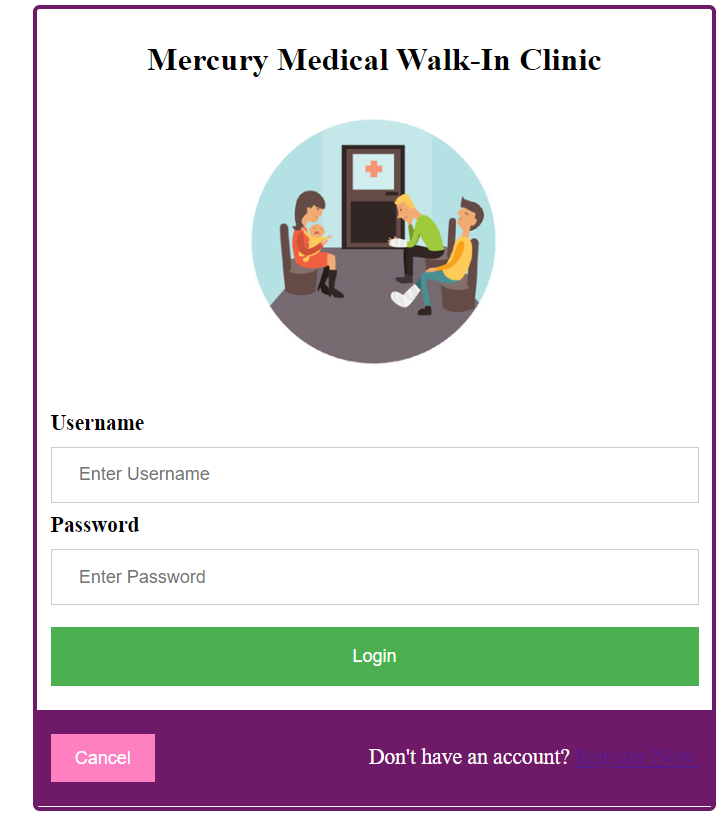 Mercury Medical Walk-In Clinic
Username
Enter Username
Password
Enter Password
Login
Cancel
Don't have an account? Register Now.